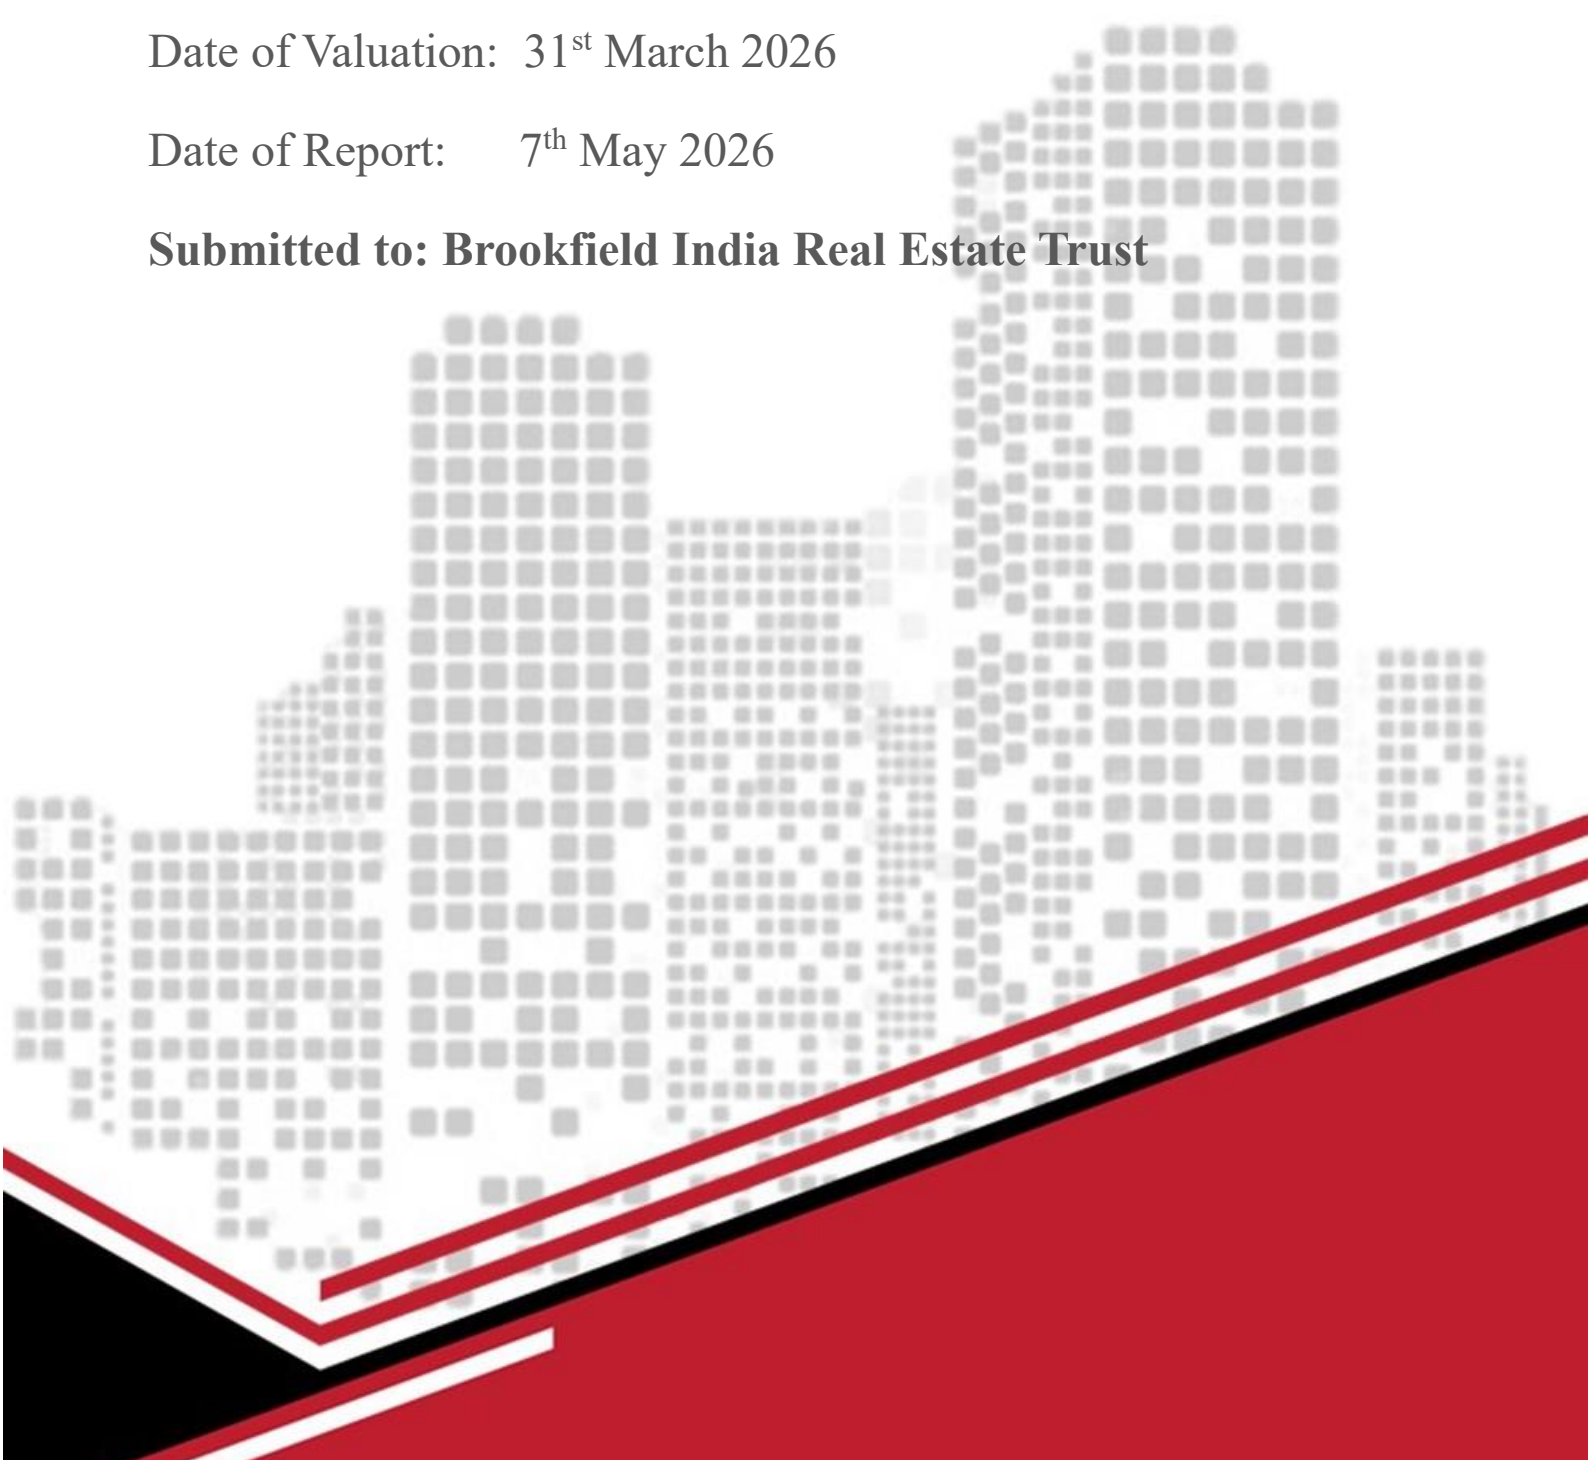 Date of Valuation: 31st March 2026
Date of Report: 7th May 2026
Submitted to: Brookfield India Real Estate Trust